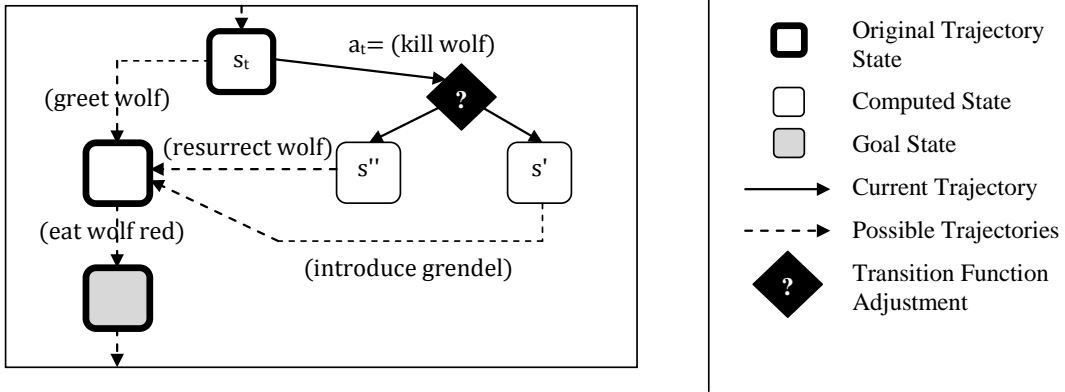 aₜ= (kill wolf)
sₜ
?
(greet wolf)
(resurrect wolf)
s''
s'
(eat wolf red)
(introduce grendel)
Original Trajectory
State
Computed State
Goal State
Current Trajectory
Possible Trajectories
?
Transition Function
Adjustment